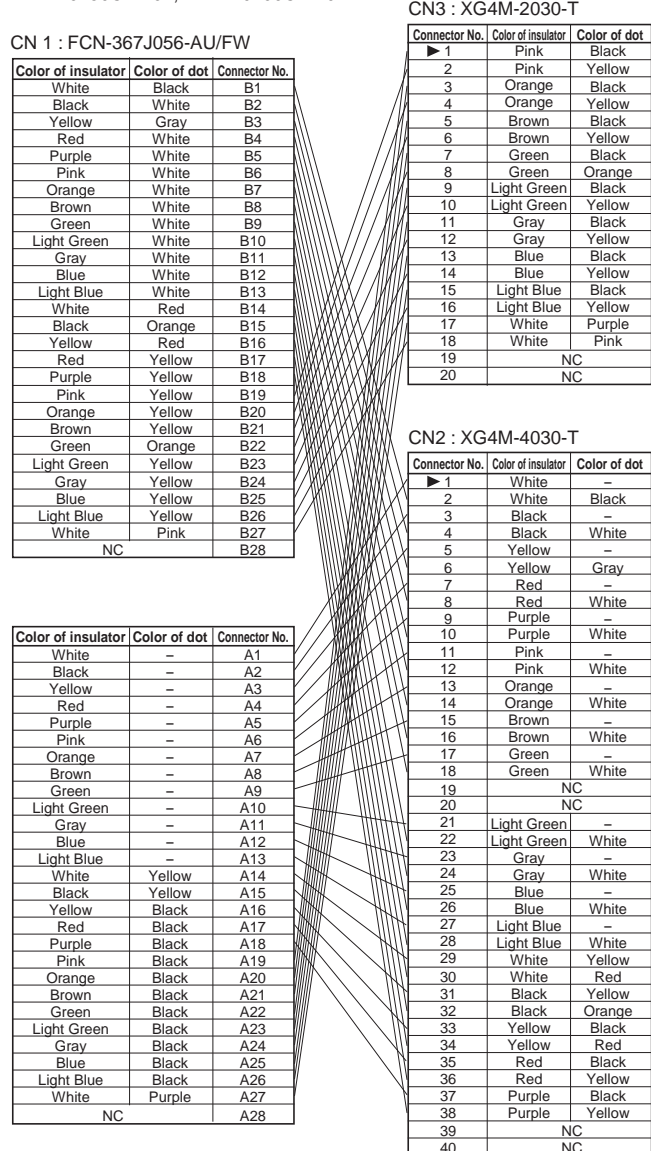 CN 1 : FCN-367J056-AU/FW
Color of insulator Color of dot Connector No.
White Black B1
Black White B2
Yellow Gray B3
Red White B4
Purple White B5
Pink White B6
Orange White B7
Brown White B8
Green White B9
Light Green White B10
Gray White B11
Blue White B12
Light Blue White B13
White Red B14
Black Orange B15
Yellow Red B16
Red Yellow B17
Purple Yellow B18
Pink Yellow B19
Orange Yellow B20
Brown Yellow B21
Green Orange B22
Light Green Yellow B23
Gray Yellow B24
Blue Yellow B25
Light Blue Yellow B26
White Pink B27
NC B28
Color of insulator Color of dot Connector No.
White – A1
Black – A2
Yellow – A3
Red – A4
Purple – A5
Pink – A6
Orange – A7
Brown – A8
Green – A9
Light Green – A10
Gray – A11
Blue – A12
Light Blue – A13
White Yellow A14
Black Yellow A15
Yellow Black A16
Red Black A17
Purple Black A18
Pink Black A19
Orange Black A20
Brown Black A21
Green Black A22
Light Green Black A23
Gray Black A24
Blue Black A25
Light Blue Black A26
White Purple A27
NC A28
CN3 : XG4M-2030-T
Connector No. Color of insulator Color of dot
▶ 1 Pink Black
2 Pink Yellow
3 Orange Black
4 Orange Yellow
5 Brown Black
6 Brown Yellow
7 Green Black
8 Green Orange
9 Light Green Black
10 Light Green Yellow
11 Gray Black
12 Gray Yellow
13 Blue Black
14 Blue Yellow
15 Light Blue Black
16 Light Blue Yellow
17 White Purple
18 White Pink
19 NC
20 NC
CN2 : XG4M-4030-T
Connector No. Color of insulator Color of dot
▶ 1 White –
2 White Black
3 Black –
4 Black White
5 Yellow –
6 Yellow Gray
7 Red –
8 Red White
9 Purple –
10 Purple White
11 Pink –
12 Pink White
13 Orange –
14 Orange White
15 Brown –
16 Brown White
17 Green –
18 Green White
19 NC
20 NC
21 Light Green –
22 Light Green White
23 Gray –
24 Gray White
25 Blue –
26 Blue White
27 Light Blue –
28 Light Blue White
29 White Yellow
30 White Red
31 Black Yellow
32 Black Orange
33 Yellow Black
34 Yellow Red
35 Red Black
36 Red Yellow
37 Purple Black
38 Purple Yellow
39 NC
40 NC